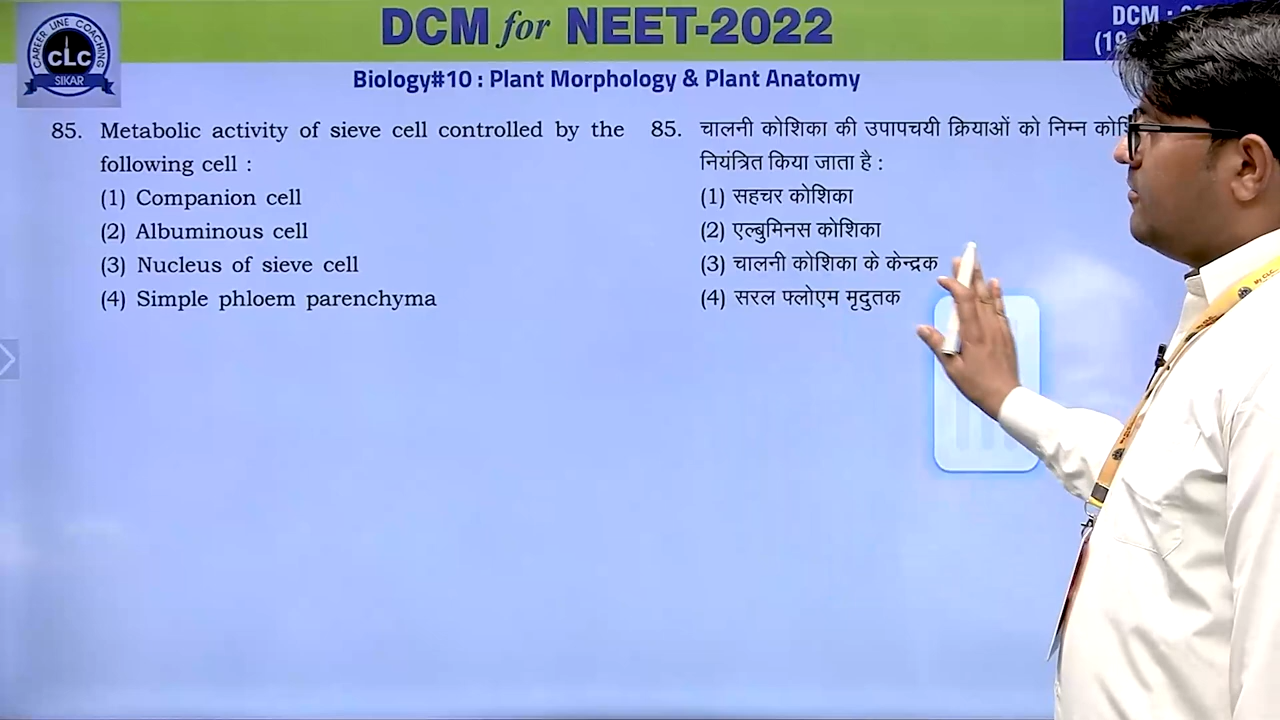 CAREER LINE COACHING
CLC
SIKAR
DCM for NEET-2022
DCM :
Biology#10 : Plant Morphology & Plant Anatomy
85. Metabolic activity of sieve cell controlled by the
following cell :
(1) Companion cell
(2) Albuminous cell
(3) Nucleus of sieve cell
(4) Simple phloem parenchyma
85. चालनी कोशिका की उपापचयी क्रियाओं को निम्न
नियंत्रित किया जाता है :
(1) सहचर कोशिका
(2) एल्बुमिनस कोशिका
(3) चालनी कोशिका के केन्द्रक
(4) सरल फ्लोएम मृदुतक